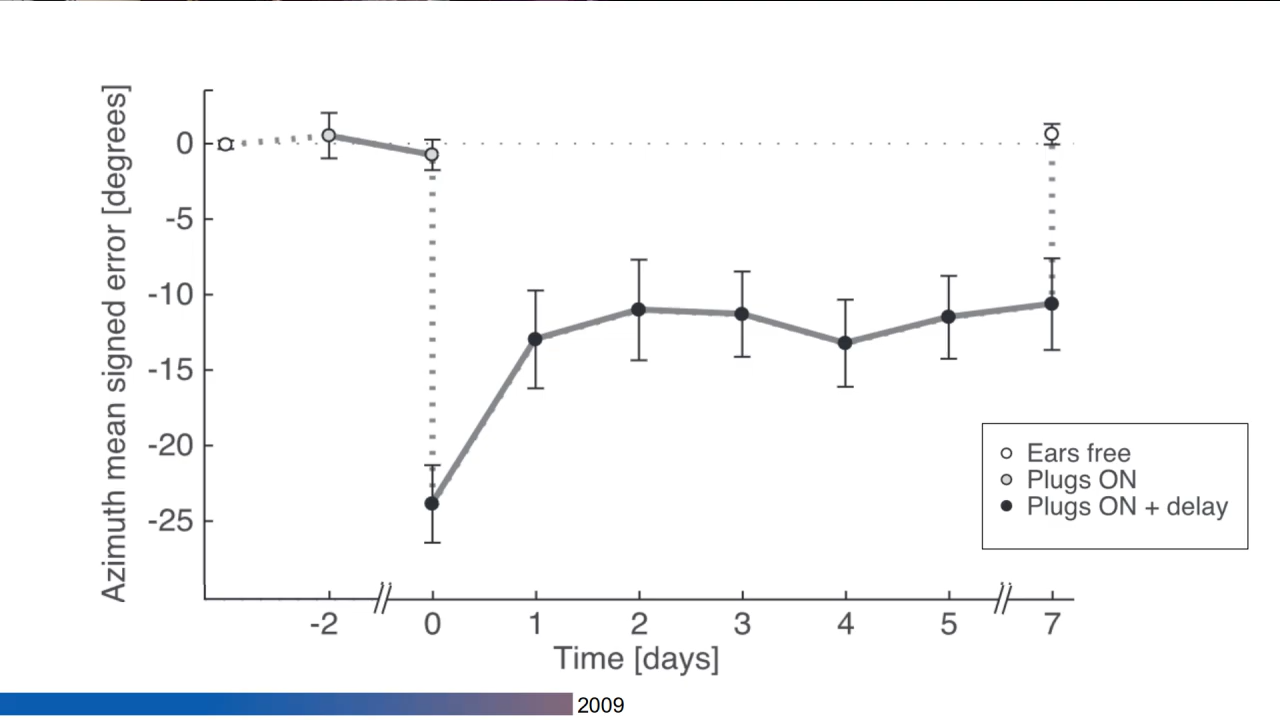 Azimuth mean signed error [degrees]
0
-5
-10
-15
-20
-25
-2 0 1 2 3 4 5 7
Time [days]
Ears free
Plugs ON
Plugs ON + delay
2009